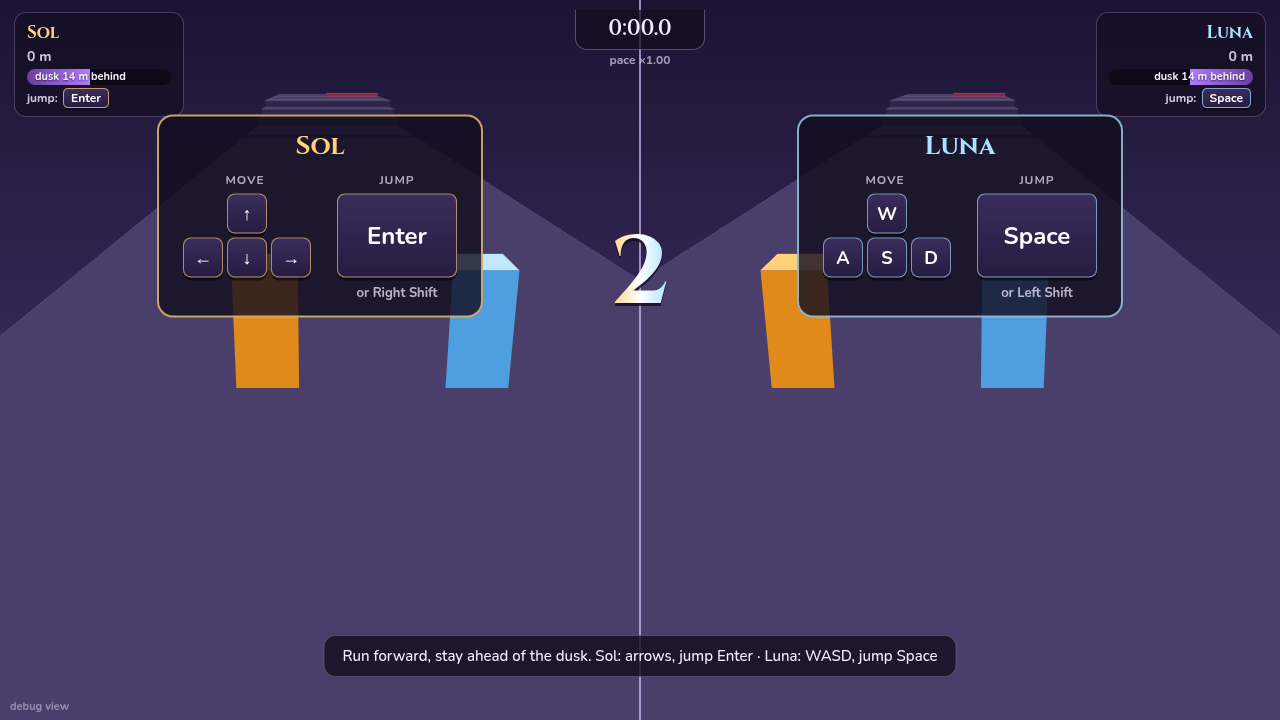 Sol
0 m
dusk 14 m behind
jump: Enter
0:00.0
pace ×1.00
Luna
0 m
dusk 14 m behind
jump: Space
Sol
MOVE
JUMP
↑
← ↓ →
Enter
or Right Shift
2
Luna
MOVE
JUMP
W
A S D
Space
or Left Shift
Run forward, stay ahead of the dusk. Sol: arrows, jump Enter · Luna: WASD, jump Space
debug view